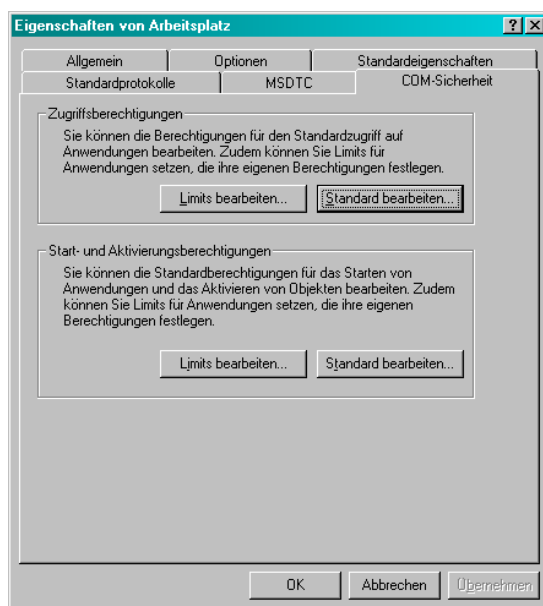 Eigenschaften von Arbeitsplatz
Allgemein Optionen Standardeigenschaften
Standardprotokolle MSDTC COM-Sicherheit
Zugriffsberechtigungen
Sie können die Berechtigungen für den Standardzugriff auf
Anwendungen bearbeiten. Zudem können Sie Limits für
Anwendungen setzen, die ihre eigenen Berechtigungen festlegen.
Limits bearbeiten... Standard bearbeiten...
Start- und Aktivierungsberechtigungen
Sie können die Standardberechtigungen für das Starten von
Anwendungen und das Aktivieren von Objekten bearbeiten. Zudem
können Sie Limits für Anwendungen setzen, die ihre eigenen
Berechtigungen festlegen.
Limits bearbeiten... Standard bearbeiten...
OK Abbrechen Übernehmen